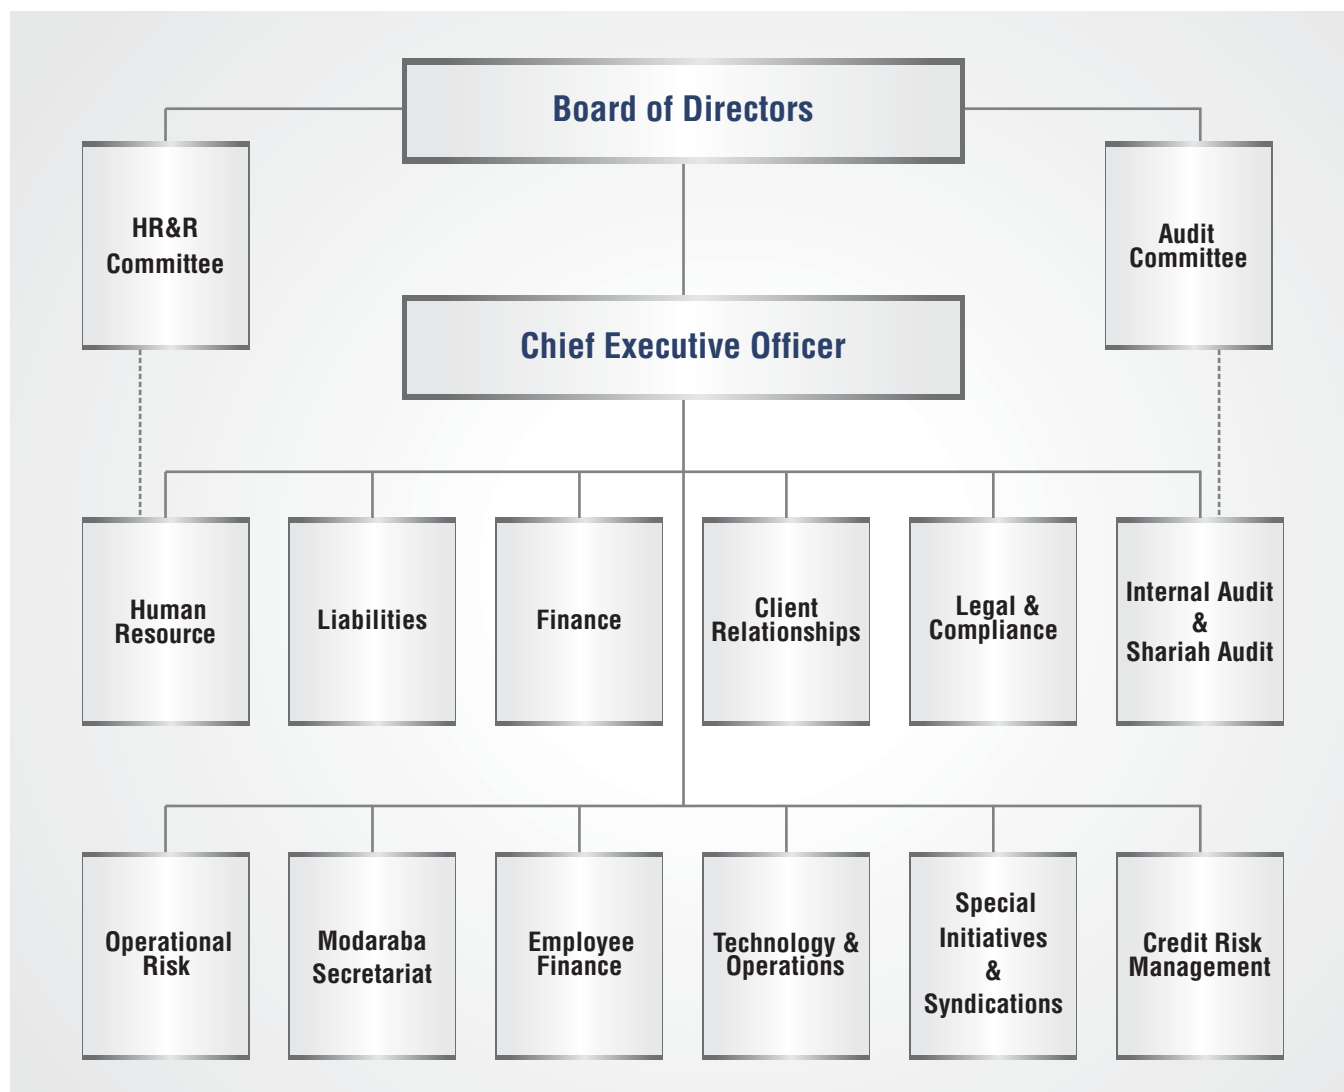 Board of Directors
HR&R
Committee
Audit
Committee
Chief Executive Officer
Human
Resource
Liabilities
Finance
Client
Relationships
Legal &
Compliance
Internal Audit
&
Shariah Audit
Operational
Risk
Modaraba
Secretariat
Employee
Finance
Technology &
Operations
Special
Initiatives
&
Syndications
Credit Risk
Management